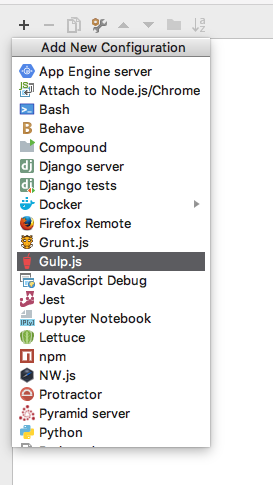 Add New Configuration
App Engine server
Attach to Node.js/Chrome
Bash
Behave
Compound
Django server
Django tests
Docker
Firefox Remote
Grunt.js
Gulp.js
JavaScript Debug
Jest
Jupyter Notebook
Lettuce
npm
NW.js
Protractor
Pyramid server
Python